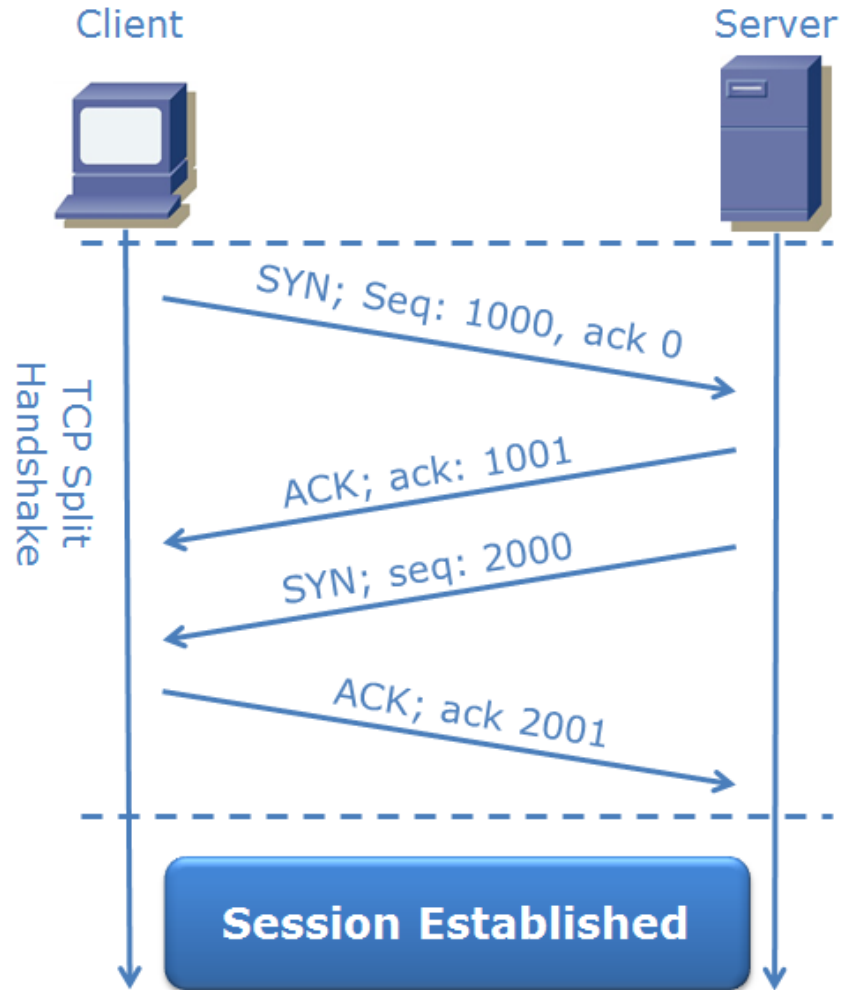 Client
Server
SYN; Seq: 1000, ack 0
TCP Split
Handshake
ACK; ack: 1001
SYN; seq: 2000
ACK; ack 2001
Session Established